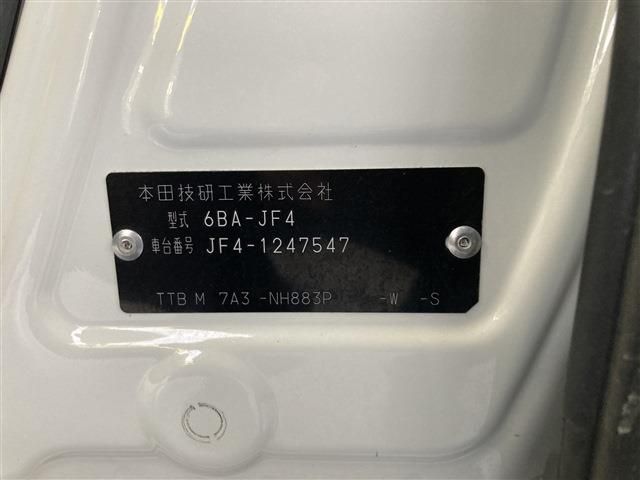 本田技研工業株式会社
型式 6BA-JF4
車台番号 JF4-1247547
TTB M 7A3 -NH883P -W -S